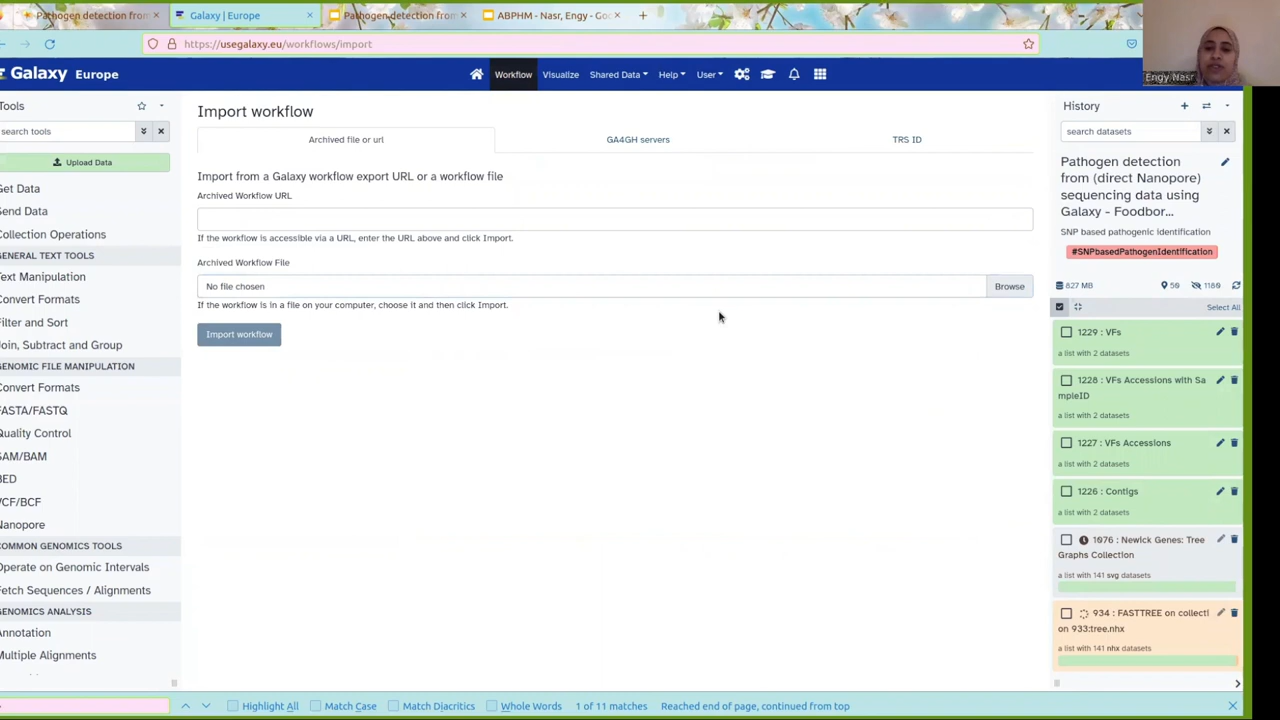 Pathogen detection from
Galaxy | Europe
Pathogen detection from
ABPHM - Nasr, Engy - Goo
https://usegalaxy.eu/workflows/import
Engy Nasr
Galaxy Europe
Workflow
Visualize
Shared Data
Help
User
Tools
search tools
Upload Data
Get Data
Send Data
Collection Operations
GENERAL TEXT TOOLS
Text Manipulation
Convert Formats
Filter and Sort
Join, Subtract and Group
GENOMIC FILE MANIPULATION
Convert Formats
FASTA/FASTQ
Quality Control
SAM/BAM
BED
VCF/BCF
Nanopore
COMMON GENOMICS TOOLS
Operate on Genomic Intervals
Fetch Sequences / Alignments
GENOMICS ANALYSIS
Annotation
Multiple Alignments
Import workflow
Archived file or url
GA4GH servers
TRS ID
Import from a Galaxy workflow export URL or a workflow file
Archived Workflow URL
If the workflow is accessible via a URL, enter the URL above and click Import.
Archived Workflow File
No file chosen
Browse
If the workflow is in a file on your computer, choose it and then click Import.
Import workflow
History
search datasets
Pathogen detection
from (direct Nanopore)
sequencing data using
Galaxy - Foodbor...
SNP based pathogenic identification
#SNPbasedPathogenIdentification
827 MB
50
1180
Select All
1229 : VFs
a list with 2 datasets
1228 : VFs Accessions with Sa
mpleID
a list with 2 datasets
1227 : VFs Accessions
a list with 2 datasets
1226 : Contigs
a list with 2 datasets
1076 : Newick Genes: Tree
Graphs Collection
a list with 141 svg datasets
934 : FASTTREE on collecti
on 933:tree.nhx
a list with 141 nhx datasets
Highlight All
Match Case
Match Diacritics
Whole Words
1 of 11 matches
Reached end of page, continued from top